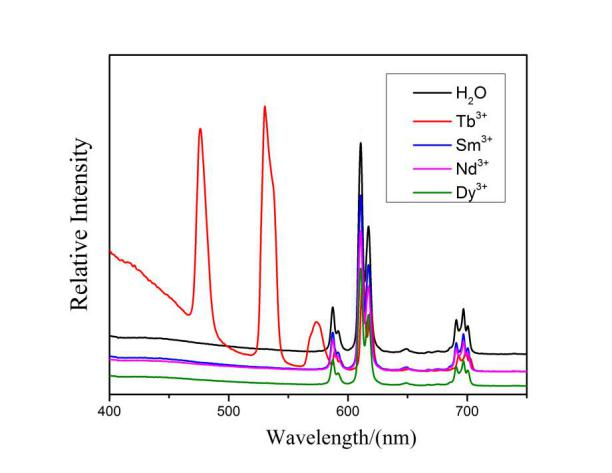 Relative Intensity
H₂O
Tb³⁺
Sm³⁺
Nd³⁺
Dy³⁺
400 500 600 700
Wavelength/(nm)